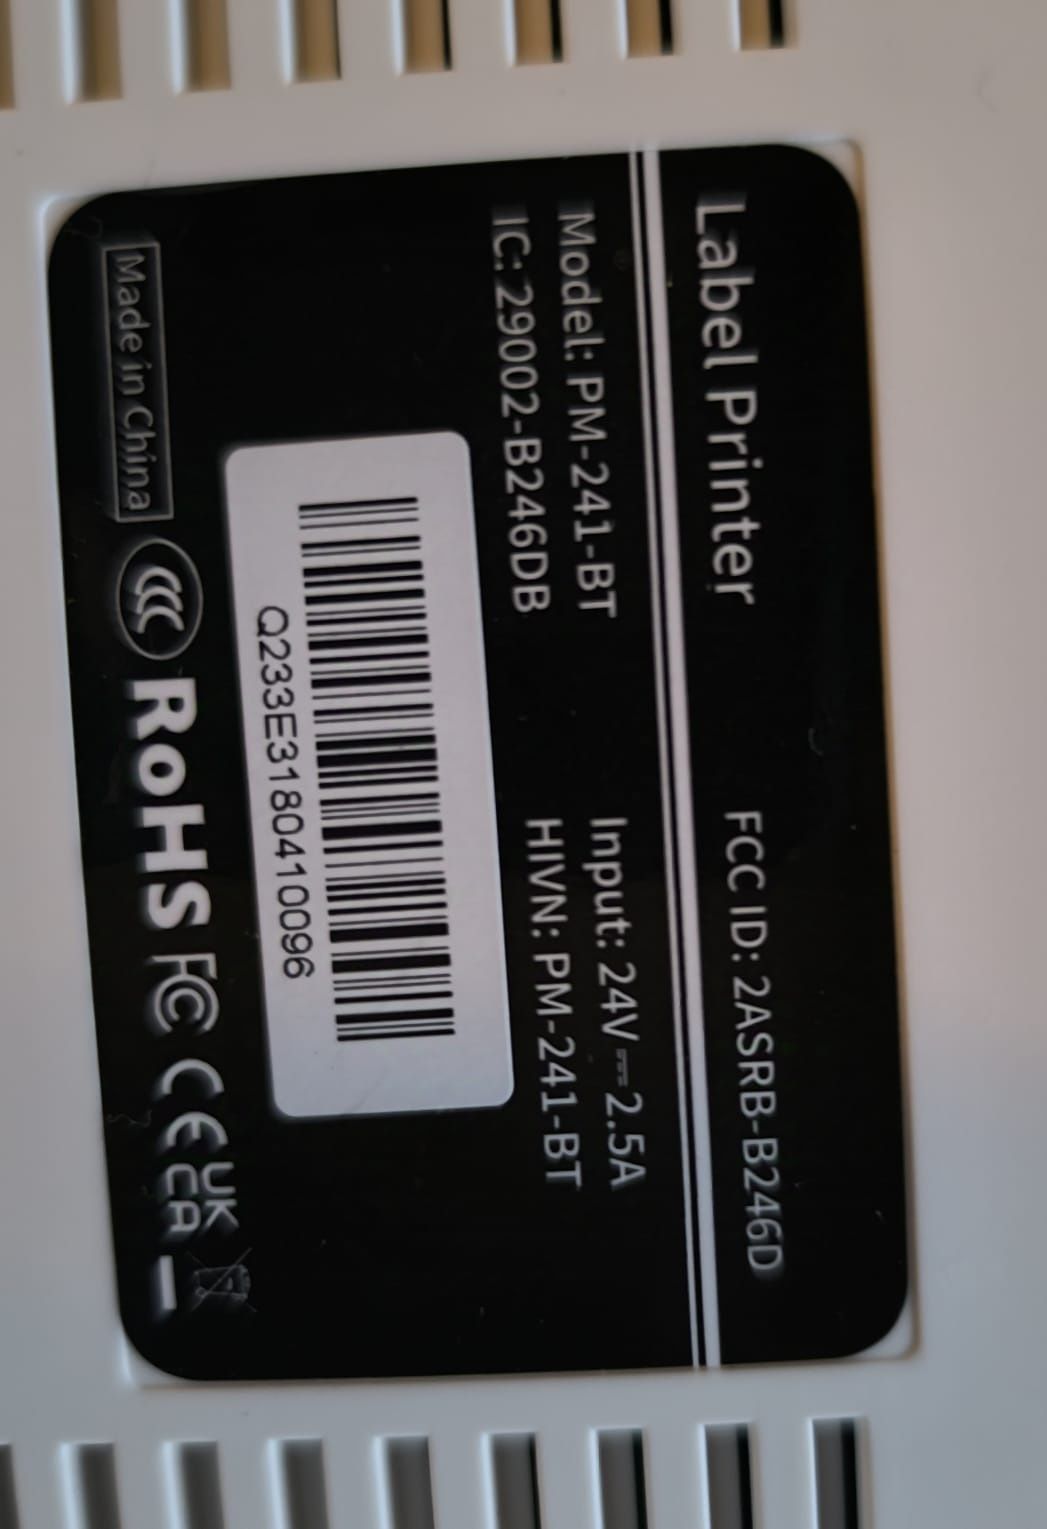 Label Printer
FCC ID: 2ASRB-B246D
Model: PM-241-BT
Input: 24V⎓2.5A
IC:29002-B246DB
HIVN: PM-241-BT
Q233E3180410096
Made in China
CCC
RoHS
FC
CE
UK
CA